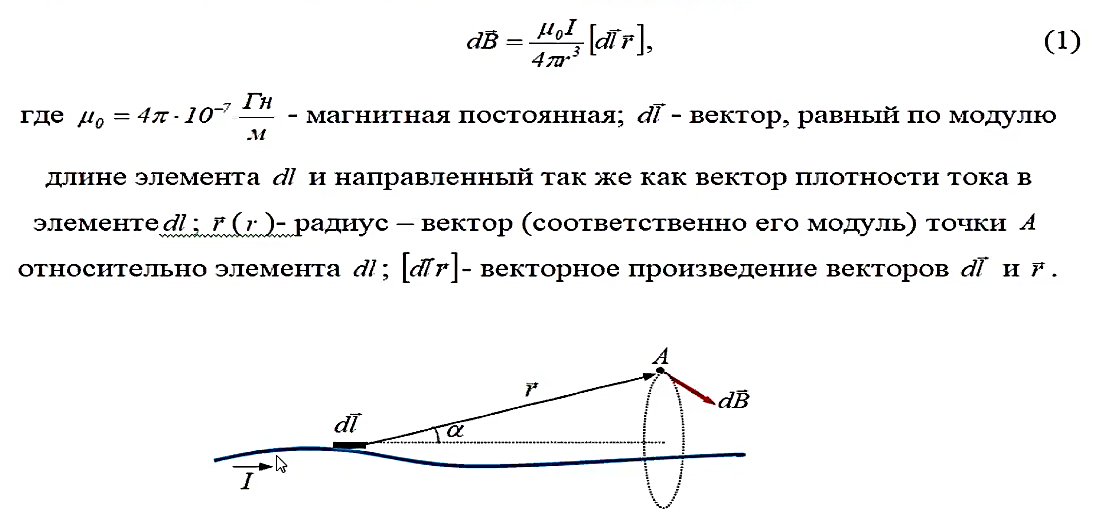 dB⃗ = μ₀I / 4πr³ [dl⃗ r⃗], (1)
где μ₀ = 4π · 10⁻⁷ Гн/м - магнитная постоянная; dl⃗ - вектор, равный по модулю
длине элемента dl и направленный так же как вектор плотности тока в
элементе dl ; r⃗ ( r )- радиус – вектор (соответственно его модуль) точки A
относительно элемента dl ; [dl⃗ r⃗]- векторное произведение векторов dl⃗ и r⃗ .
A
r⃗
dB⃗
dl⃗
α
I